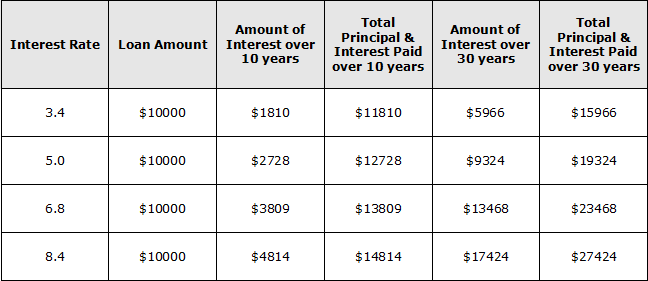 Interest Rate Loan Amount Amount of Interest over 10 years Total Principal & Interest Paid over 10 years Amount of Interest over 30 years Total Principal & Interest Paid over 30 years
3.4 $10000 $1810 $11810 $5966 $15966
5.0 $10000 $2728 $12728 $9324 $19324
6.8 $10000 $3809 $13809 $13468 $23468
8.4 $10000 $4814 $14814 $17424 $27424